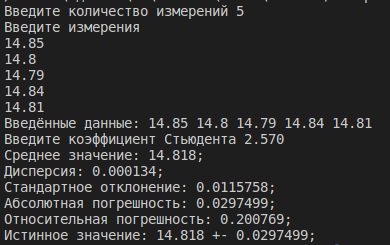 Введите количество измерений 5
Введите измерения
14.85
14.8
14.79
14.84
14.81
Введённые данные: 14.85 14.8 14.79 14.84 14.81
Введите коэффициент Стьюдента 2.570
Среднее значение: 14.818;
Дисперсия: 0.000134;
Стандартное отклонение: 0.0115758;
Абсолютная погрешность: 0.0297499;
Относительная погрешность: 0.200769;
Истинное значение: 14.818 +- 0.0297499;